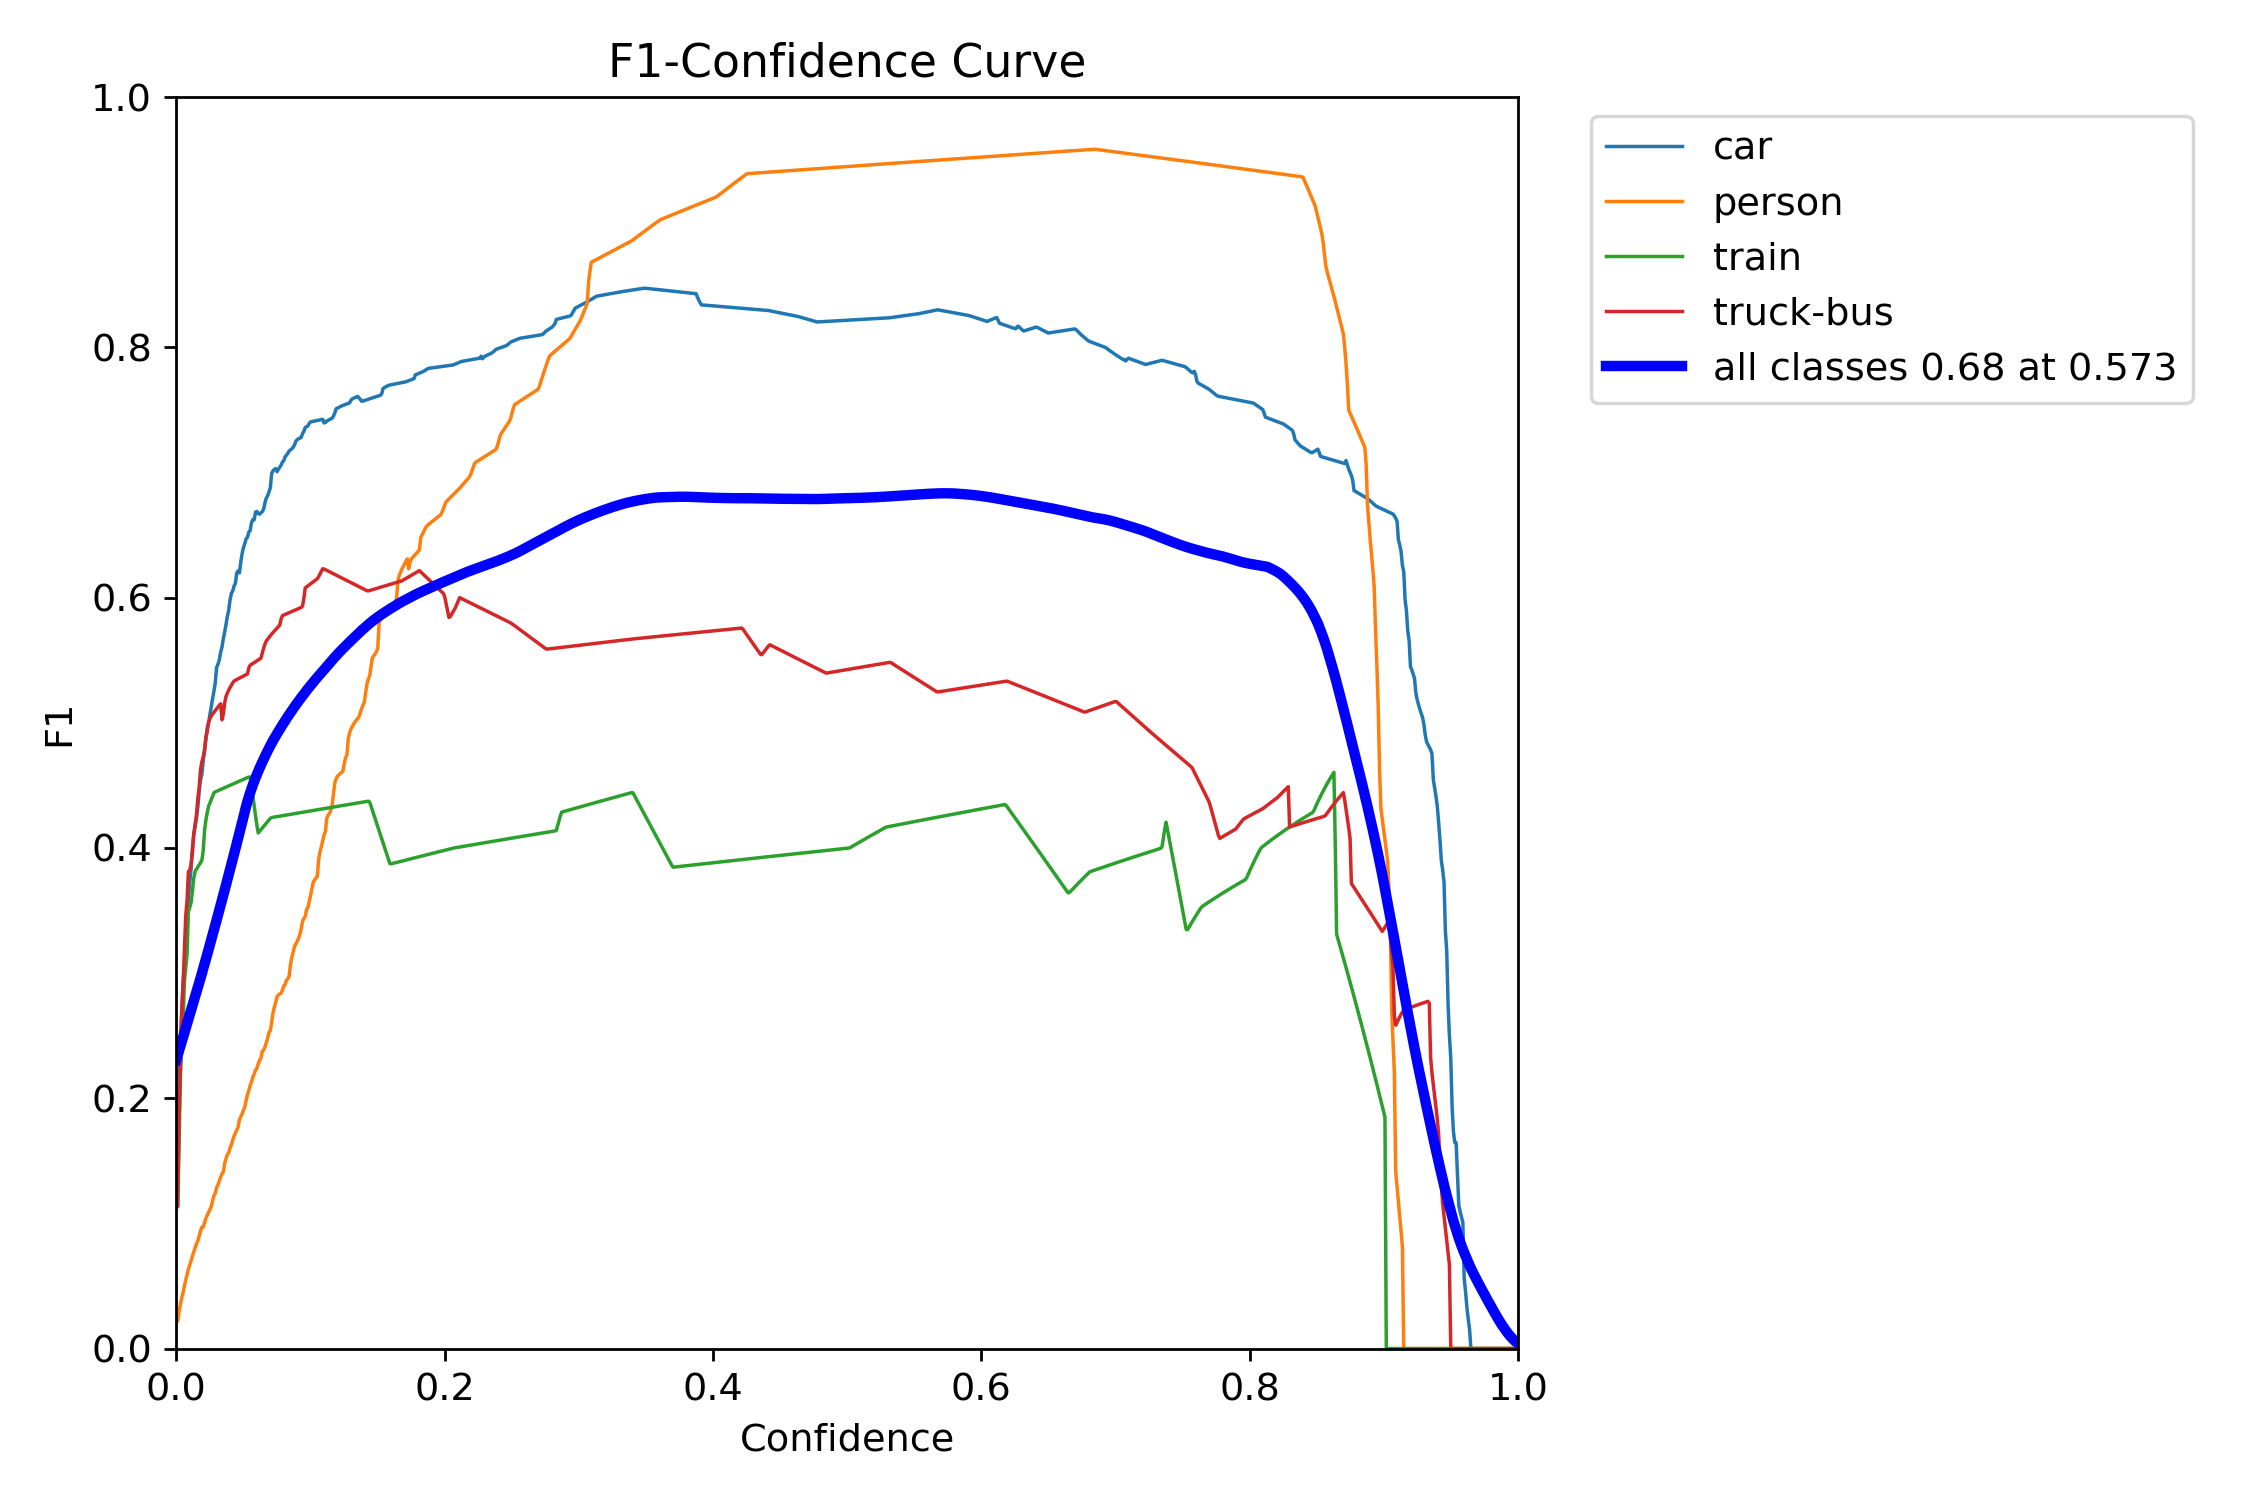 F1-Confidence Curve
1.0
0.8
0.6
0.4
0.2
0.0
F1
0.0 0.2 0.4 0.6 0.8 1.0
Confidence
car
person
train
truck-bus
all classes 0.68 at 0.573